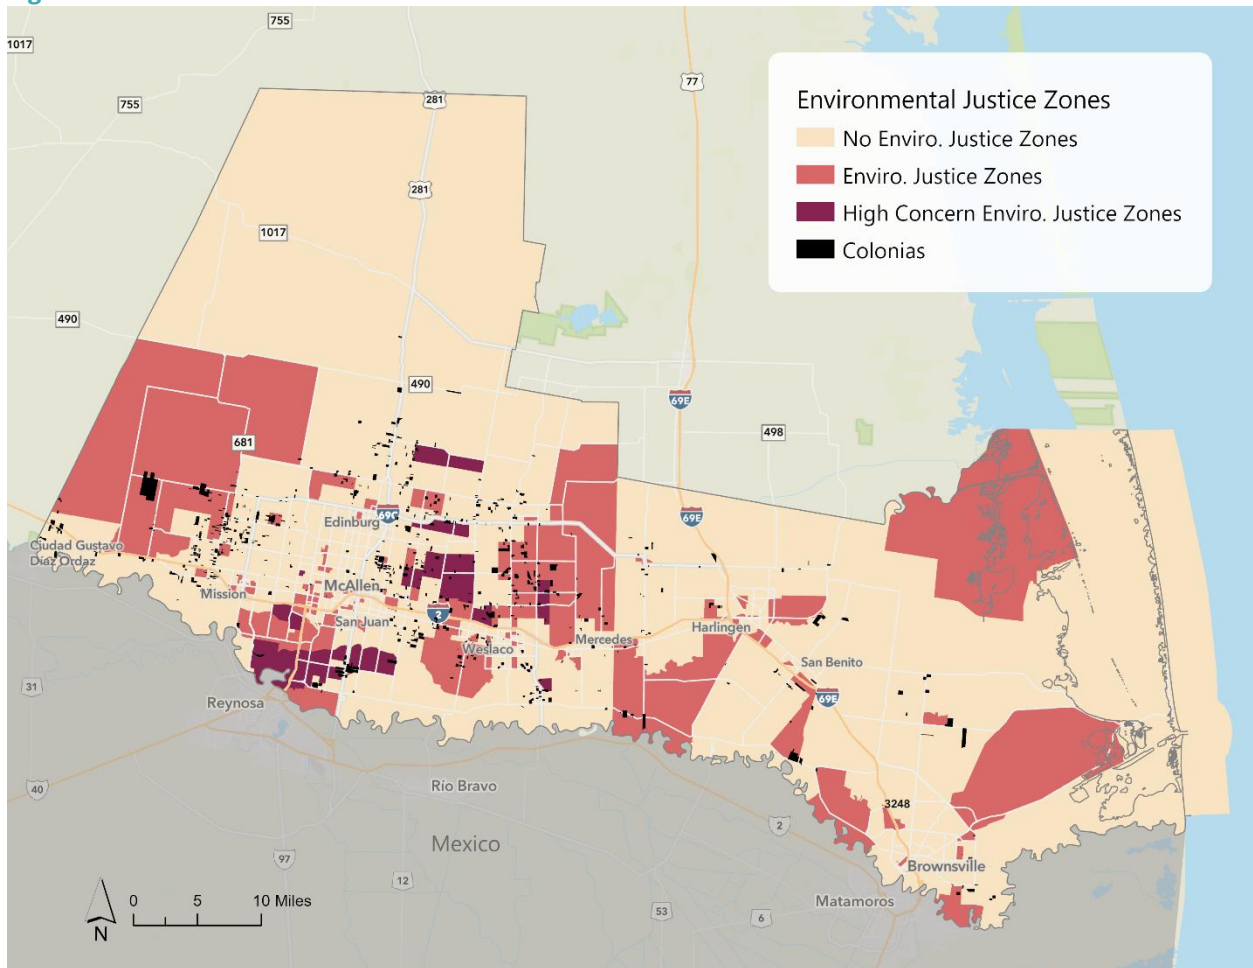 755
1017
281
77
755
Environmental Justice Zones
No Enviro. Justice Zones
Enviro. Justice Zones
High Concern Enviro. Justice Zones
Colonias
281
1017
490
490
69E
681
498
69C
69E
Edinburg
Ciudad Gustavo
Díaz Ordaz
McAllen
Mission
2
San Juan
Weslaco
Mercedes
Harlingen
San Benito
31
69E
Reynosa
40
Río Bravo
3248
2
Mexico
97
Brownsville
12
Matamoros
0 5 10 Miles
53
6
N